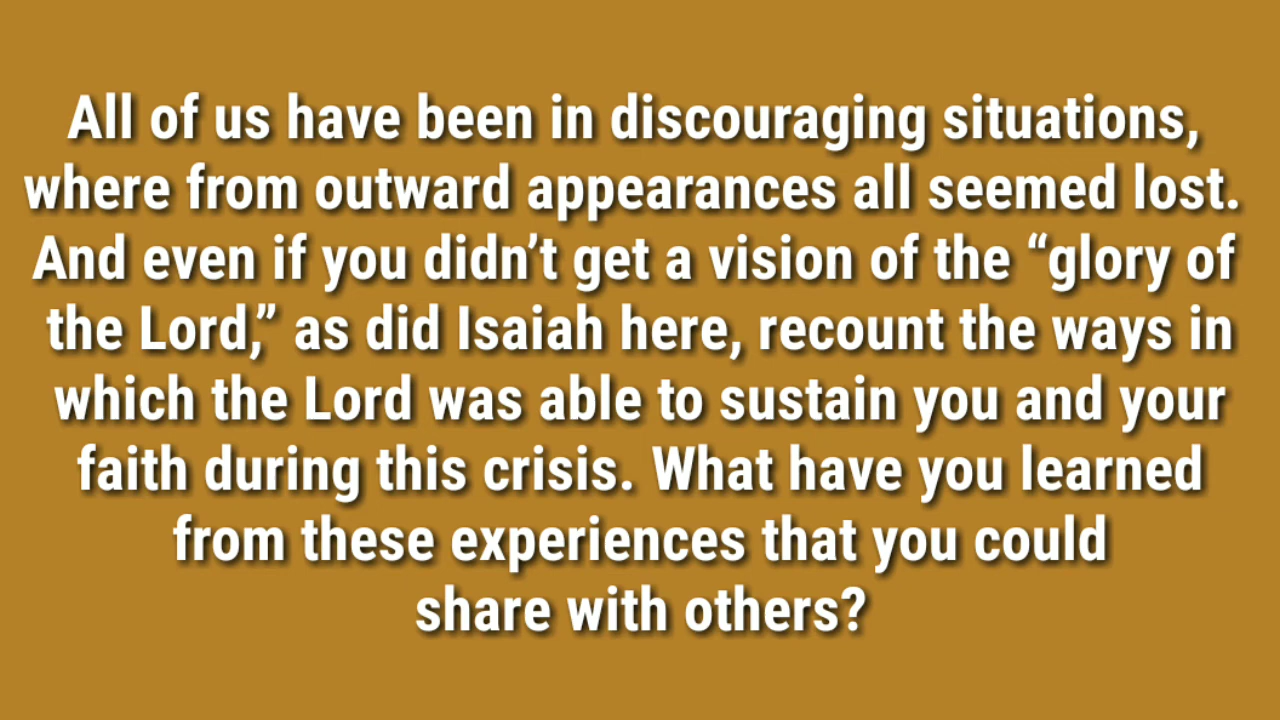 All of us have been in discouraging situations,
where from outward appearances all seemed lost.
And even if you didn’t get a vision of the “glory of
the Lord,” as did Isaiah here, recount the ways in
which the Lord was able to sustain you and your
faith during this crisis. What have you learned
from these experiences that you could
share with others?